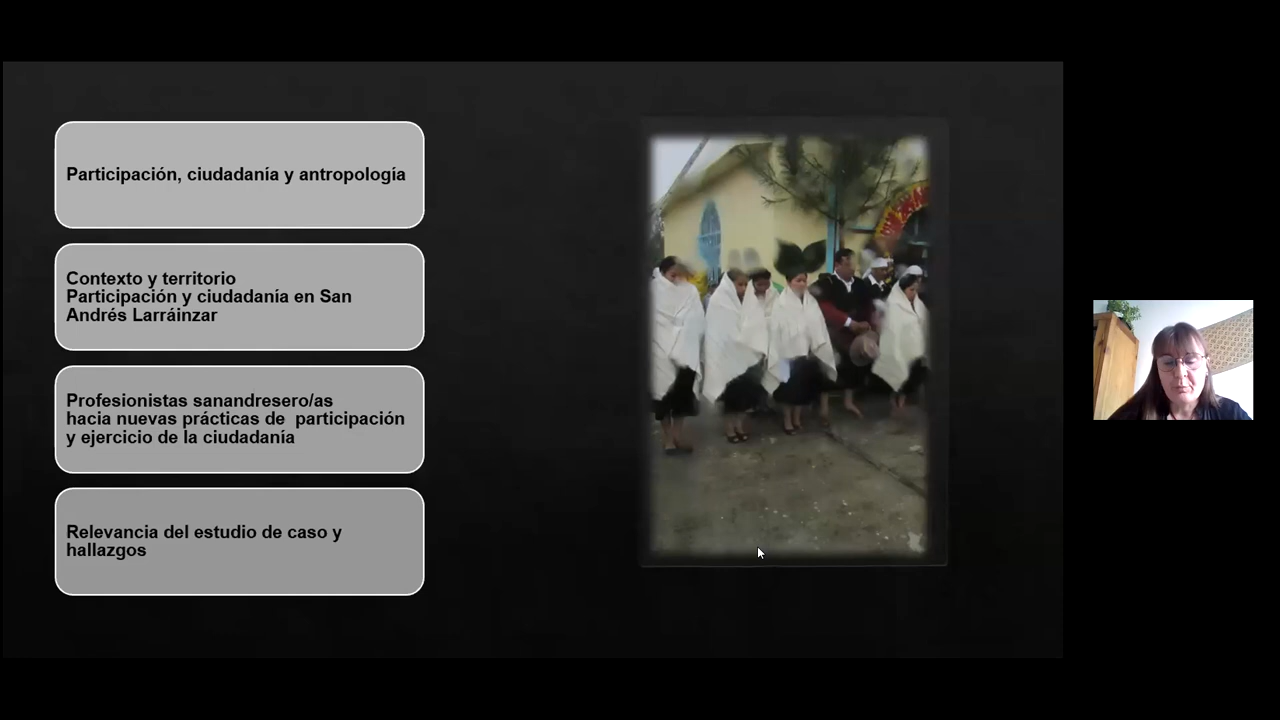 Participación, ciudadanía y antropología
Contexto y territorio
Participación y ciudadanía en San
Andrés Larráinzar
Profesionistas sanandresero/as
hacia nuevas prácticas de  participación
y ejercicio de la ciudadanía
Relevancia del estudio de caso y
hallazgos